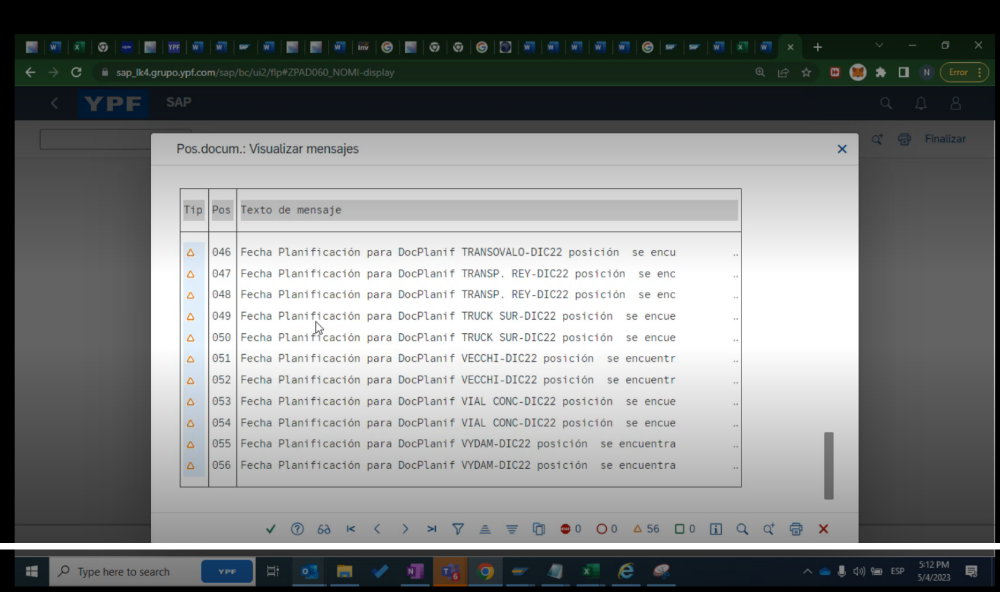 YPF
inv
Error
sap_lk4.grupo.ypf.com/sap/bc/ui2/flp#ZPAD060_NOMI-display
N
YPF SAP
Finalizar
Pos.docum.: Visualizar mensajes
Tip Pos Texto de mensaje
046 Fecha Planificación para DocPlanif TRANSOVALO-DIC22 posición se encu ..
047 Fecha Planificación para DocPlanif TRANSP. REY-DIC22 posición se enc ..
048 Fecha Planificación para DocPlanif TRANSP. REY-DIC22 posición se enc ..
049 Fecha Planificación para DocPlanif TRUCK SUR-DIC22 posición se encue ..
050 Fecha Planificación para DocPlanif TRUCK SUR-DIC22 posición se encue ..
051 Fecha Planificación para DocPlanif VECCHI-DIC22 posición se encuentr ..
052 Fecha Planificación para DocPlanif VECCHI-DIC22 posición se encuentr ..
053 Fecha Planificación para DocPlanif VIAL CONC-DIC22 posición se encue ..
054 Fecha Planificación para DocPlanif VIAL CONC-DIC22 posición se encue ..
055 Fecha Planificación para DocPlanif VYDAM-DIC22 posición se encuentra ..
056 Fecha Planificación para DocPlanif VYDAM-DIC22 posición se encuentra ..
0 0 56 0
Type here to search
YPF
6
ESP
5:12 PM
5/4/2023